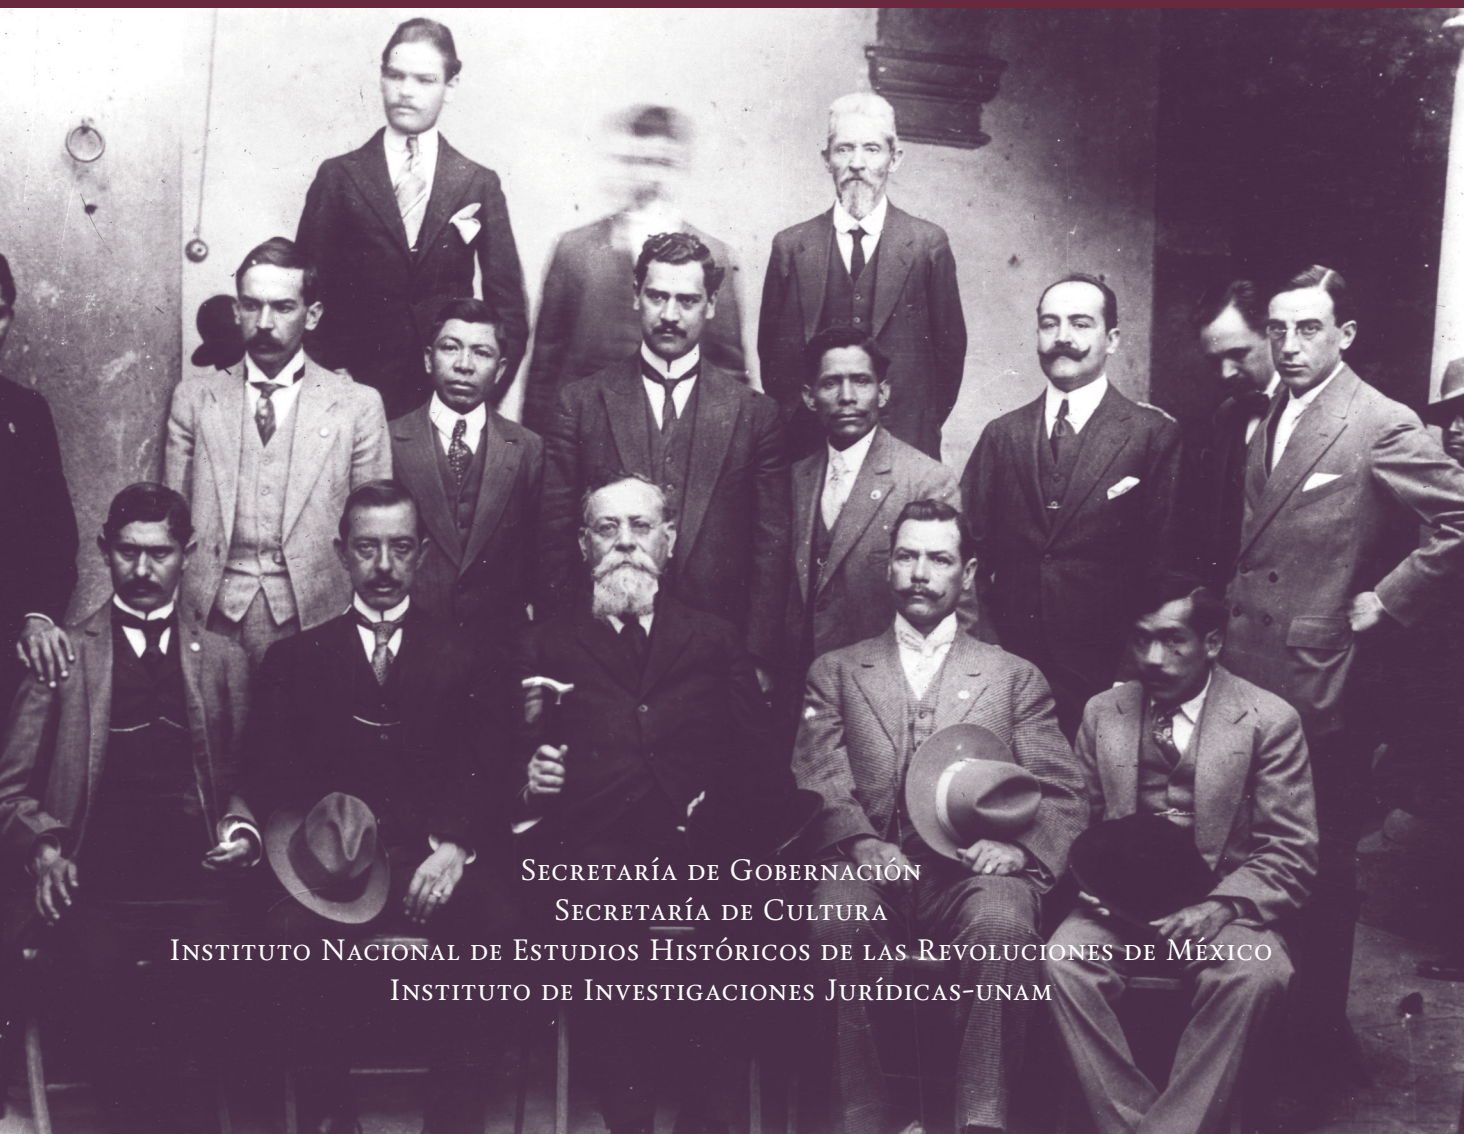 Secretaría de Gobernación
Secretaría de Cultura
Instituto Nacional de Estudios Históricos de las Revoluciones de México
Instituto de Investigaciones Jurídicas-unam